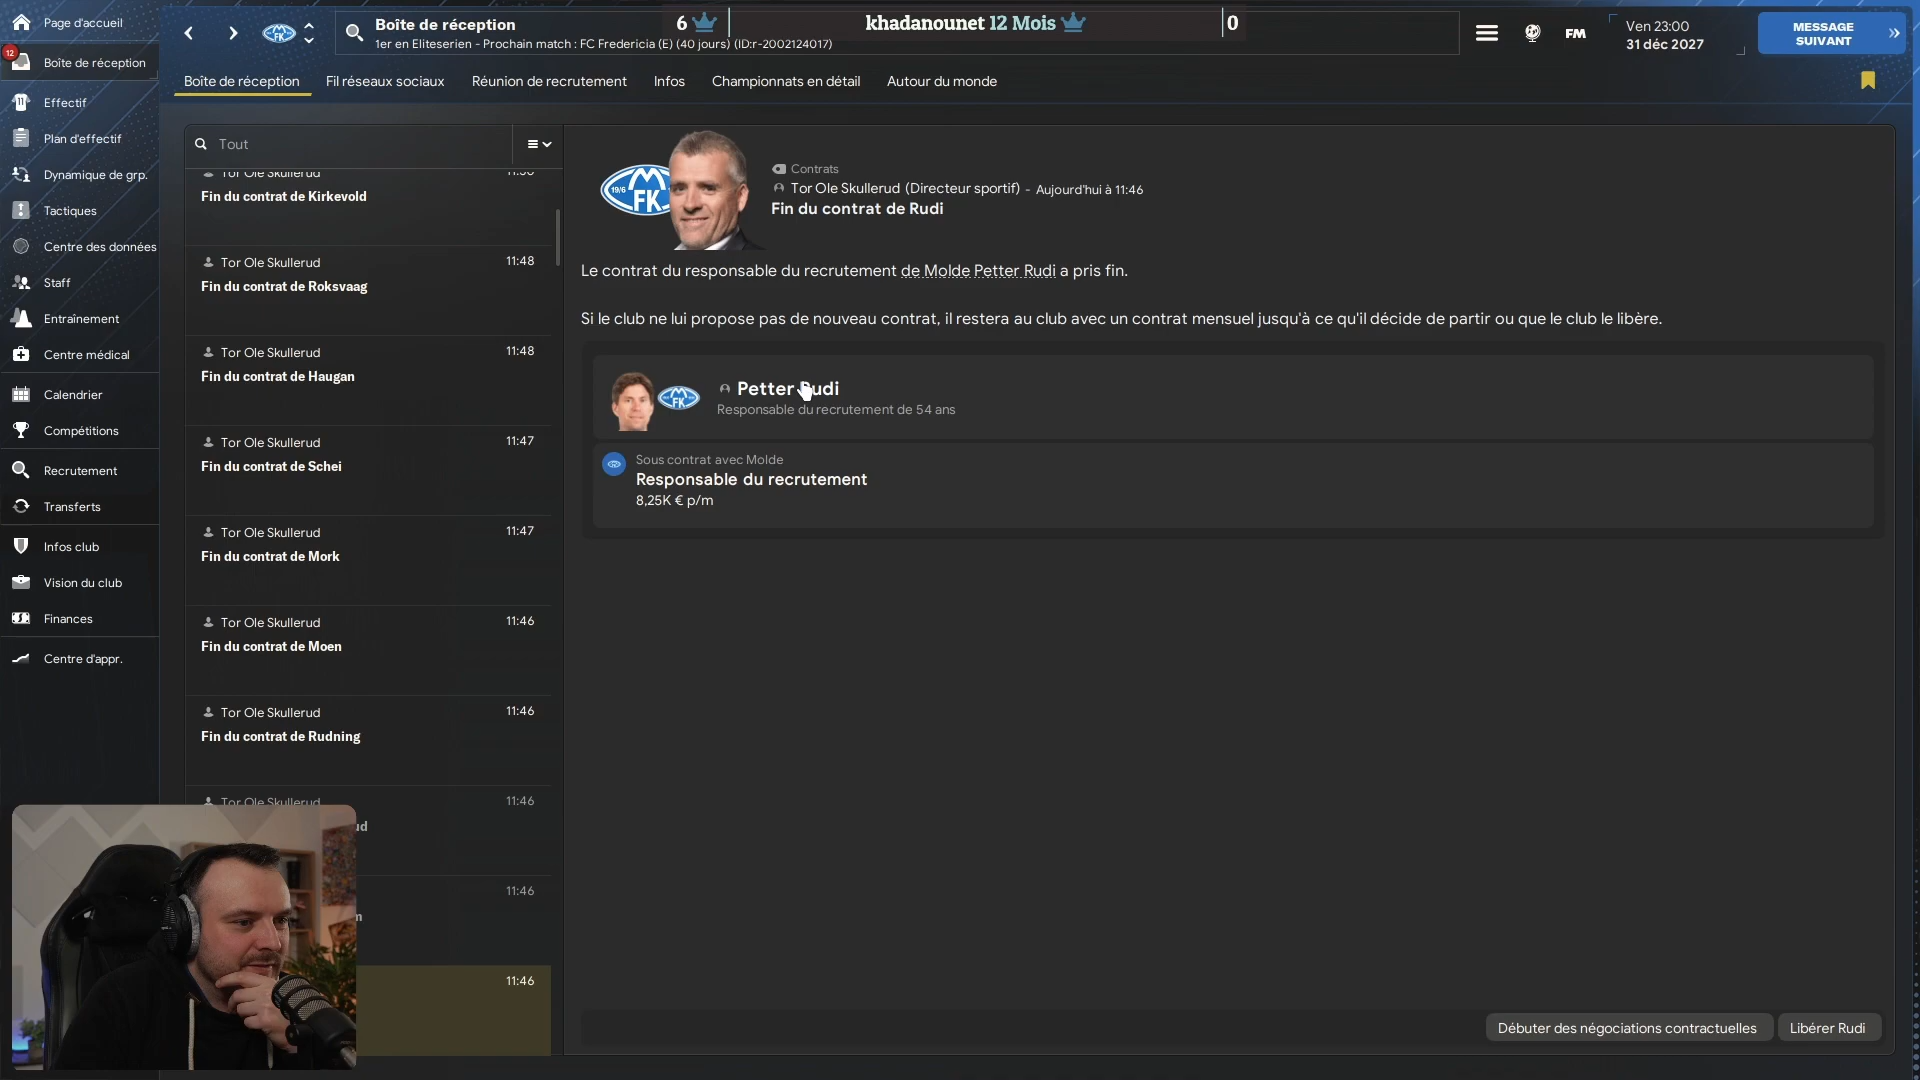 Page d'accueil
12
Boîte de réception
Effectif
Plan d'effectif
Dynamique de grp.
Tactiques
Centre des données
Staff
Entraînement
Centre médical
Calendrier
Compétitions
Recrutement
Transferts
Infos club
Vision du club
Finances
Centre d'appr.
Boîte de réception
1er en Eliteserien - Prochain match : FC Fredericia (E) (40 jours) (ID:r-2002124017)
6
khadanounet 12 Mois
0
FM
Ven 23:00
31 déc 2027
MESSAGE
SUIVANT
Boîte de réception
Fil réseaux sociaux
Réunion de recrutement
Infos
Championnats en détail
Autour du monde
Tout
Tor Ole Skullerud
Fin du contrat de Kirkevold
Tor Ole Skullerud 11:48
Fin du contrat de Roksvaag
Tor Ole Skullerud 11:48
Fin du contrat de Haugan
Tor Ole Skullerud 11:47
Fin du contrat de Schei
Tor Ole Skullerud 11:47
Fin du contrat de Mork
Tor Ole Skullerud 11:46
Fin du contrat de Moen
Tor Ole Skullerud 11:46
Fin du contrat de Rudning
Tor Ole Skullerud 11:46
11:46
11:46
Contrats
Tor Ole Skullerud (Directeur sportif) - Aujourd'hui à 11:46
Fin du contrat de Rudi
Le contrat du responsable du recrutement de Molde Petter Rudi a pris fin.
Si le club ne lui propose pas de nouveau contrat, il restera au club avec un contrat mensuel jusqu'à ce qu'il décide de partir ou que le club le libère.
Petter Rudi
Responsable du recrutement de 54 ans
Sous contrat avec Molde
Responsable du recrutement
8,25K € p/m
Débuter des négociations contractuelles
Libérer Rudi